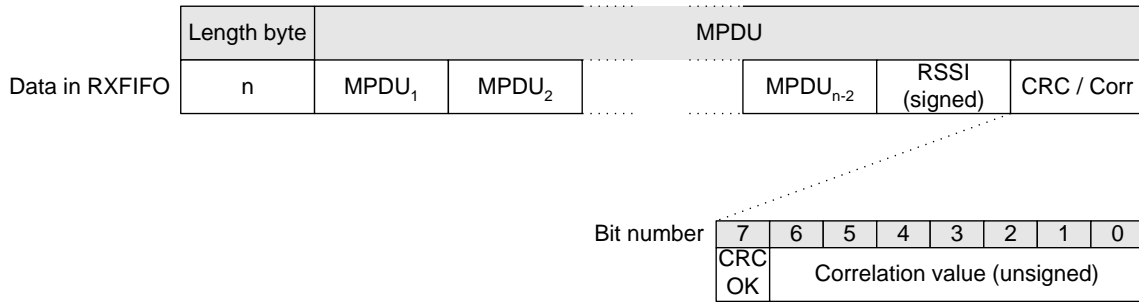 Length byte MPDU
Data in RXFIFO n MPDU1 MPDU2 MPDUn-2 RSSI (signed) CRC / Corr
Bit number 7 6 5 4 3 2 1 0
CRC OK Correlation value (unsigned)